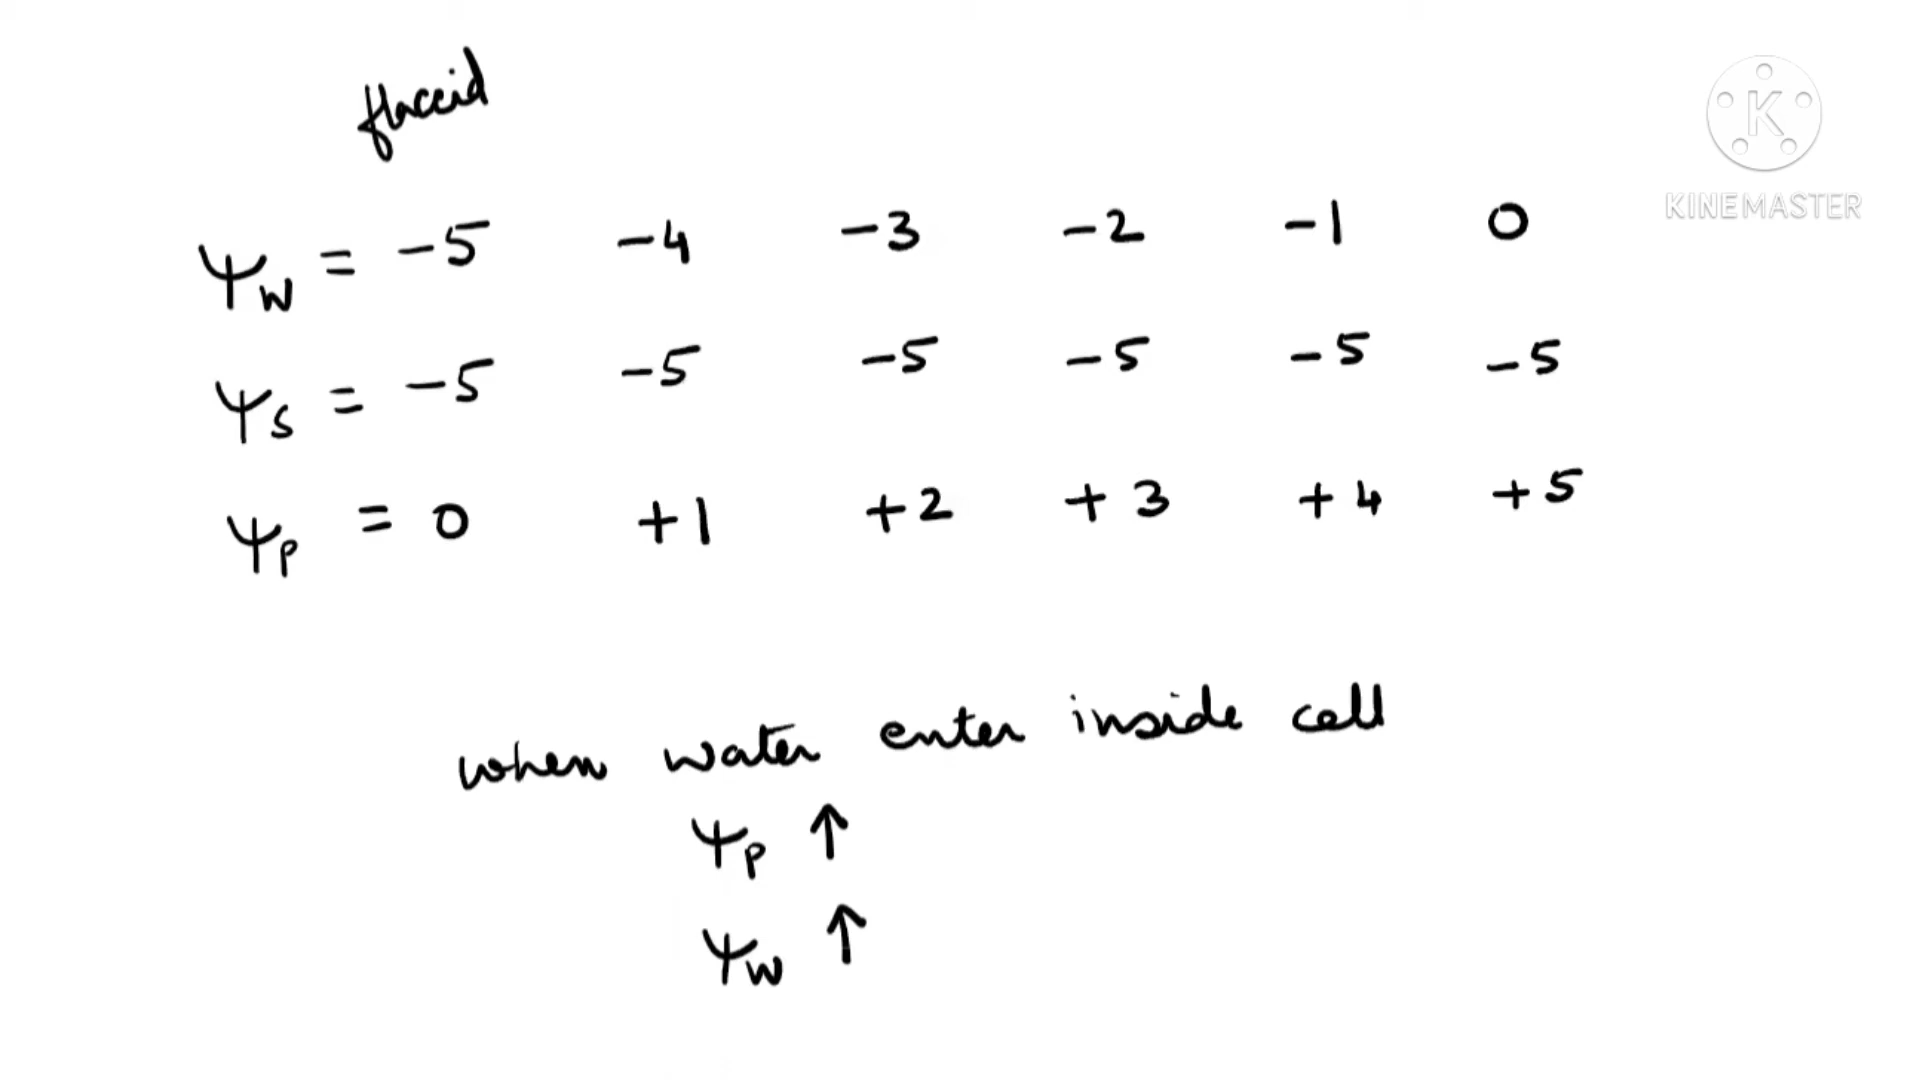 flaccid
K
KINEMASTER
Ψw = -5 -4 -3 -2 -1 0
Ψs = -5 -5 -5 -5 -5 -5
Ψp = 0 +1 +2 +3 +4 +5
when water enter inside cell
Ψp ↑
Ψw ↑